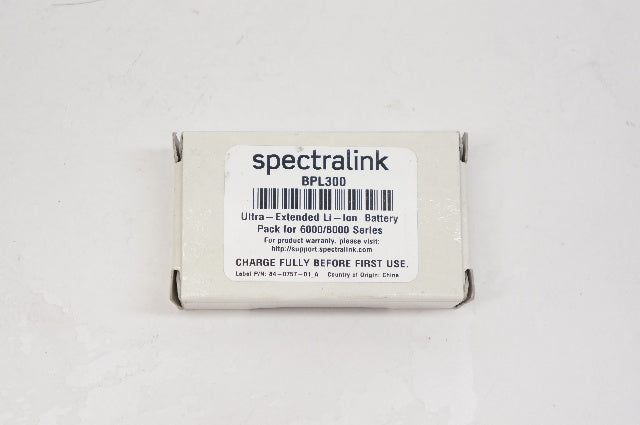 spectralink
BPL300
Ultra-Extended Li-Ion Battery
Pack for 6000/8000 Series
For product warranty, please visit:
http://support.spectralink.com
CHARGE FULLY BEFORE FIRST USE.
Label P/N: 84-0757-01_A Country of Origin: China